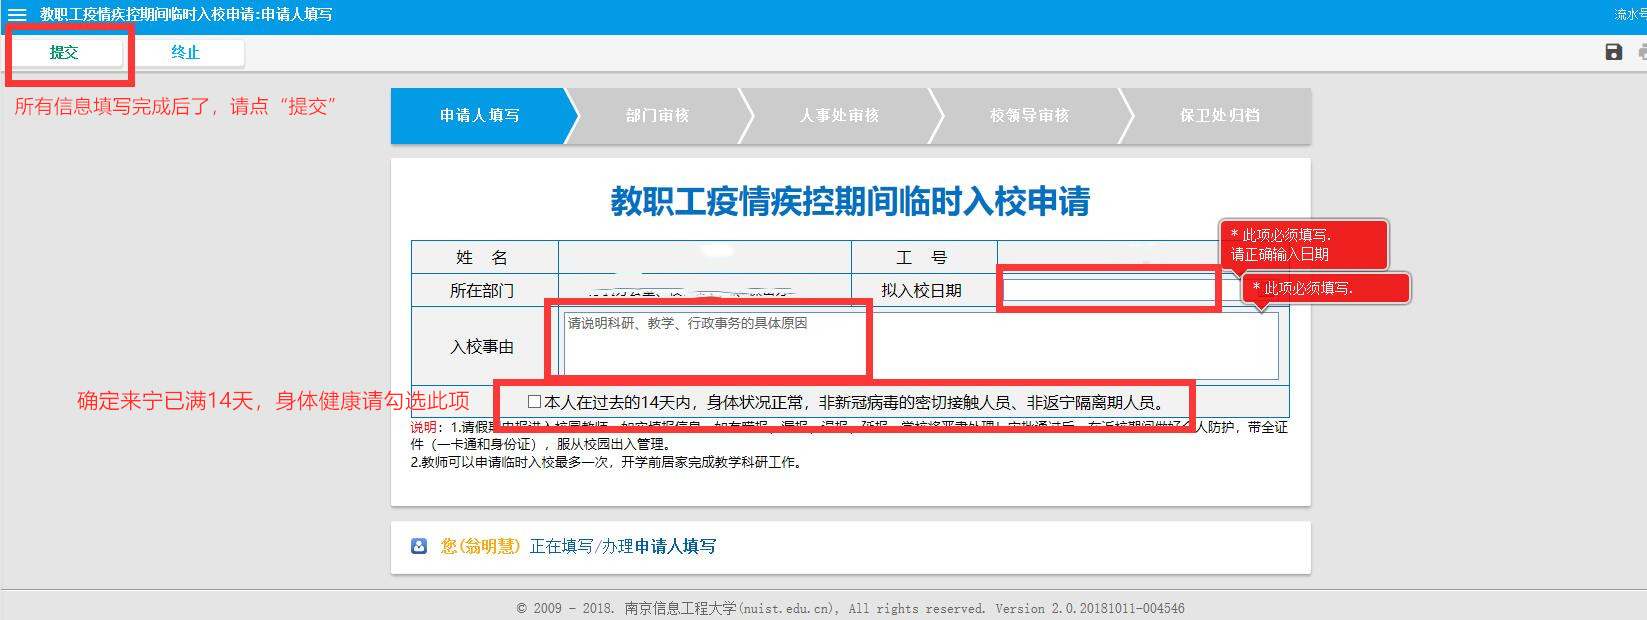 教职工疫情疾控期间临时入校申请:申请人填写
流水号
提交
终止
所有信息填写完成后了，请点“提交”
申请人填写
部门审核
人事处审核
校领导审核
保卫处归档
教职工疫情疾控期间临时入校申请
* 此项必须填写.
请正确输入日期
姓 名
工 号
所在部门
拟入校日期
* 此项必须填写.
请说明科研、教学、行政事务的具体原因
入校事由
确定来宁已满14天，身体健康请勾选此项
本人在过去的14天内，身体状况正常，非新冠病毒的密切接触人员、非返宁隔离期人员。
说明：1.请假期 人防护，带全证
件（一卡通和身份证），服从校园出入管理。
2.教师可以申请临时入校最多一次，开学前居家完成教学科研工作。
您(翁明慧) 正在填写/办理申请人填写
© 2009 - 2018. 南京信息工程大学(nuist.edu.cn), All rights reserved. Version 2.0.20181011-004546